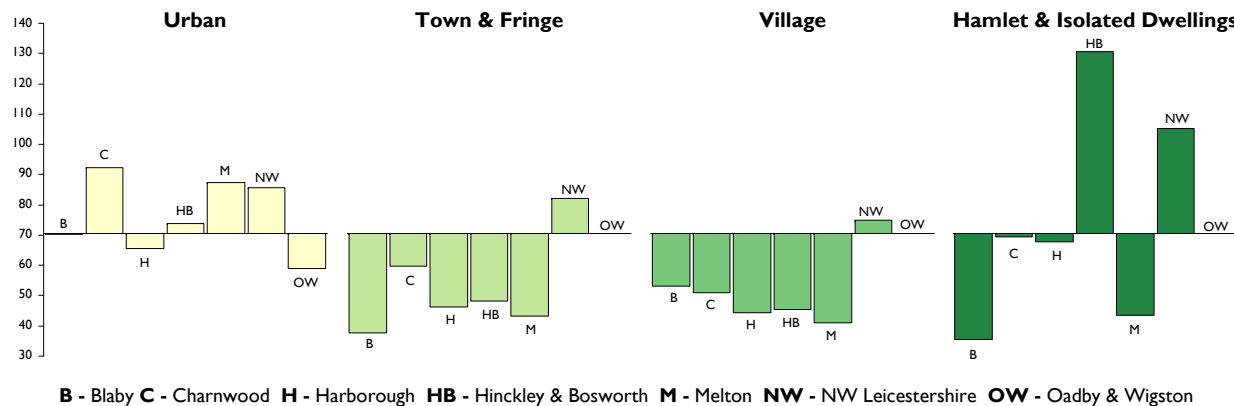 Urban Town & Fringe Village Hamlet & Isolated Dwellings
140
130
120
110
100
90
80
70
60
50
40
30
B C H HB M NW OW
B C H HB M NW OW
B C H HB M NW OW
B C H HB M NW OW
B - Blaby C - Charnwood H - Harborough HB - Hinckley & Bosworth M - Melton NW - NW Leicestershire OW - Oadby & Wigston